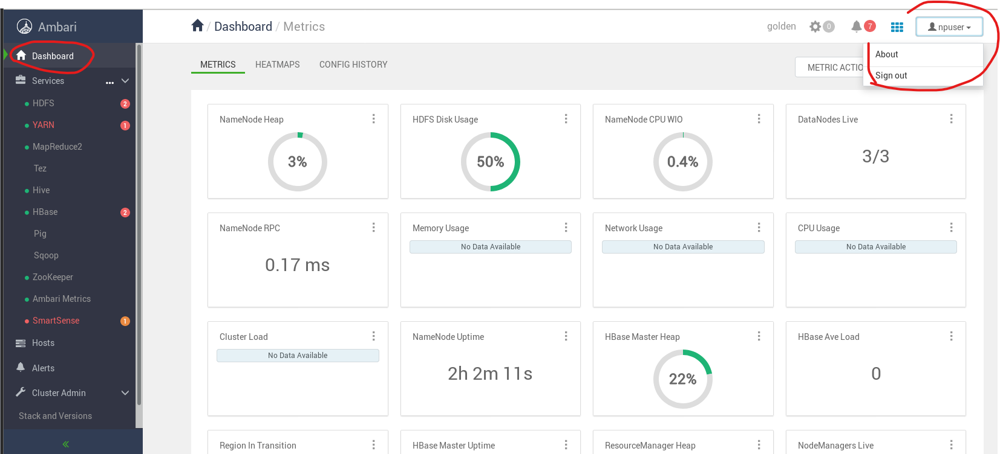 Ambari
/ Dashboard / Metrics
golden
0
7
npuser
About
Sign out
Dashboard
Services
...
HDFS
2
YARN
1
MapReduce2
Tez
Hive
HBase
2
Pig
Sqoop
ZooKeeper
Ambari Metrics
SmartSense
1
Hosts
Alerts
Cluster Admin
Stack and Versions
METRICS
HEATMAPS
CONFIG HISTORY
METRIC ACTIO
NameNode Heap
3%
HDFS Disk Usage
50%
NameNode CPU WIO
0.4%
DataNodes Live
3/3
NameNode RPC
0.17 ms
Memory Usage
No Data Available
Network Usage
No Data Available
CPU Usage
No Data Available
Cluster Load
No Data Available
NameNode Uptime
2h 2m 11s
HBase Master Heap
22%
HBase Ave Load
0
Region In Transition
HBase Master Uptime
ResourceManager Heap
NodeManagers Live